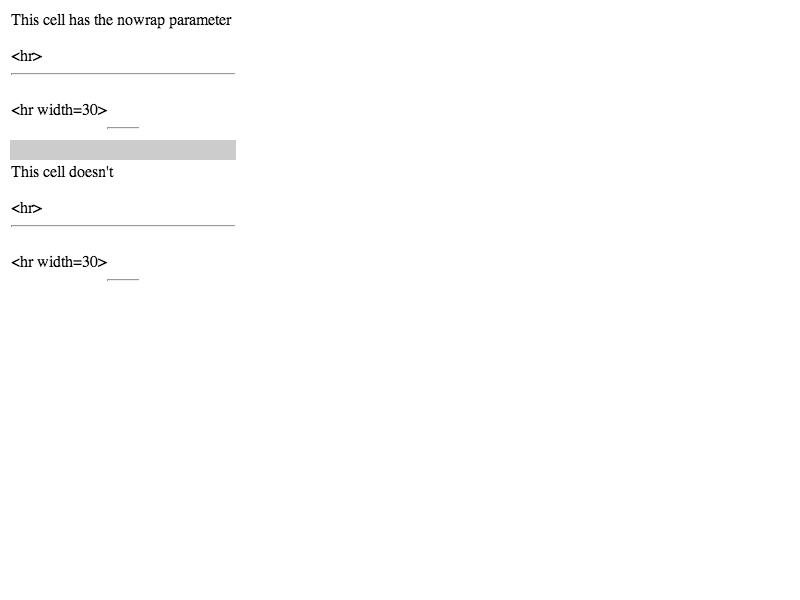 This cell has the nowrap parameter
<hr>
<hr width=30>
This cell doesn't
<hr>
<hr width=30>